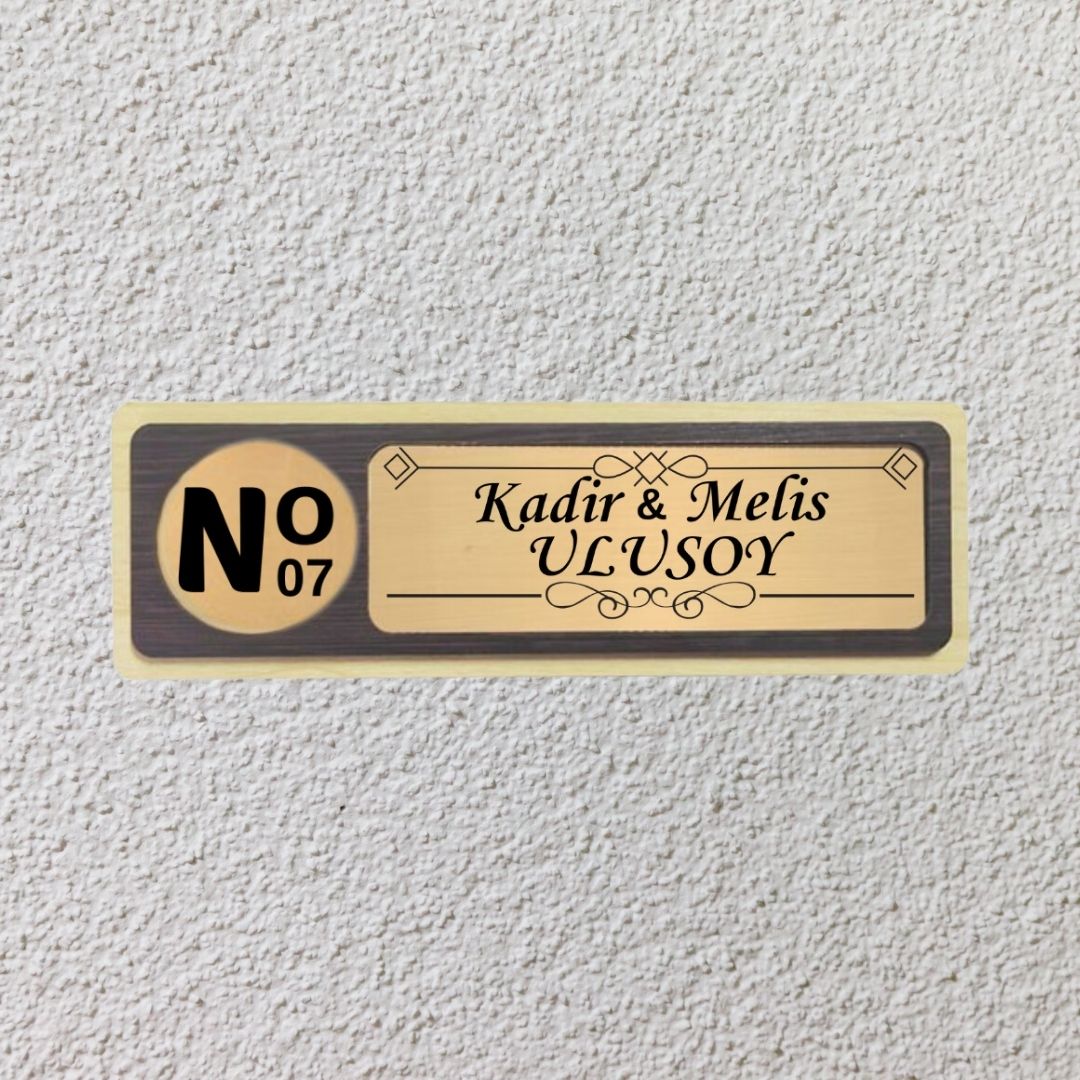 No
07
Kadir & Melis
ULUSOY